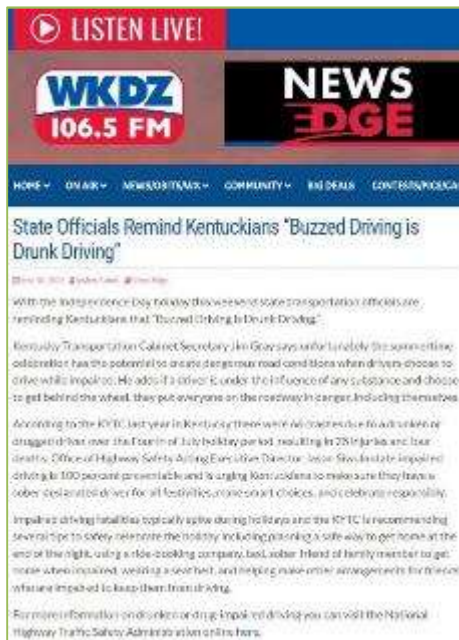 LISTEN LIVE!
WKDZ
106.5 FM
NEWS
EDGE
HOME ON AIR NEWS/OBITS/WX COMMUNITY BIG DEALS
State Officials Remind Kentuckians "Buzzed Driving is
Drunk Driving"
With the Independence Day holiday this weekend state transportation officials are
reminding Kentuckians that "Buzzed Driving Is Drunk Driving."
Kentucky Transportation Cabinet Secretary Jim Gray says unfortunately the summertime
celebration has the potential to create dangerous road conditions when drivers choose to
drive while impaired. He adds if a driver is under the influence of any substance and choose
to get behind the wheel, they put everyone on the roadway in danger, including themselves
According to the KYTC last year in Kentucky there were crashes due to a drunken or
drugged driver over the Fourth of July holiday period, resulting in 28 injuries and four
deaths. Office of Highway Safety Acting Executive Director Jason state impaired
driving is 100 percent preventable and is urging Kentuckians to make sure they have a
sober designated driver for all festivities, make smart choices, and celebrate responsibly.
Impaired driving fatalities typically spike during holidays and the KYTC is recommending
several tips to safely celebrate the holiday including planning a safe way to get home at the
end of the night, using a ride-booking company, taxi, sober friend or family member to get
home when impaired, wearing a seat belt, and helping make other arrangements for friends
who are impaired to keep them from driving.
For more information on drunken or drug-impaired driving you can visit the National
Highway Traffic Safety Administration online here.